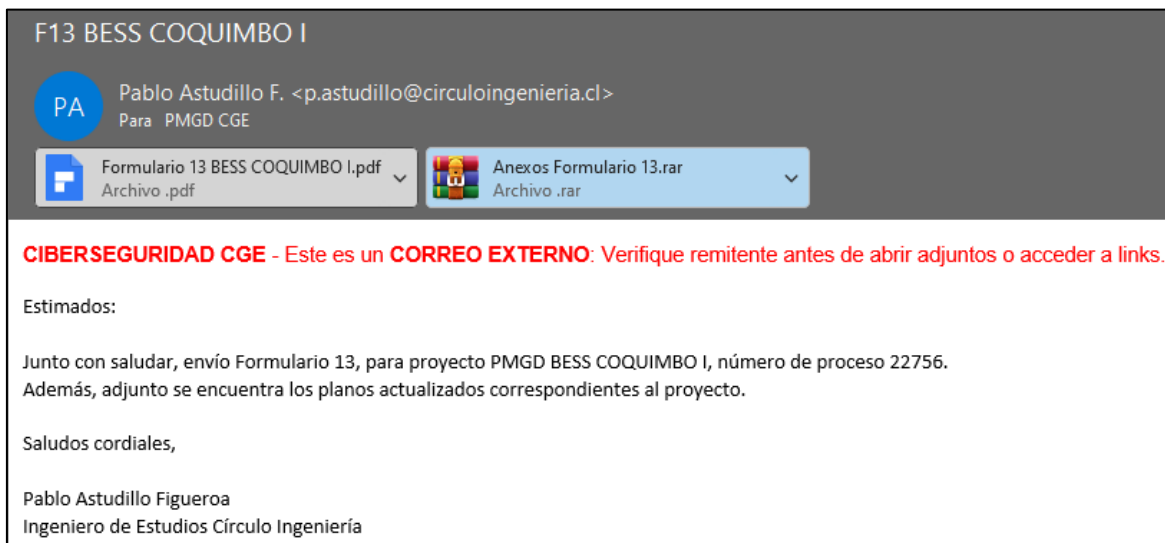 F13 BESS COQUIMBO I
PA
Pablo Astudillo F. <p.astudillo@circuloingenieria.cl>
Para PMGD CGE
Formulario 13 BESS COQUIMBO I.pdf
Archivo .pdf
Anexos Formulario 13.rar
Archivo .rar
CIBERSEGURIDAD CGE - Este es un CORREO EXTERNO: Verifique remitente antes de abrir adjuntos o acceder a links.
Estimados:
Junto con saludar, envío Formulario 13, para proyecto PMGD BESS COQUIMBO I, número de proceso 22756.
Además, adjunto se encuentra los planos actualizados correspondientes al proyecto.
Saludos cordiales,
Pablo Astudillo Figueroa
Ingeniero de Estudios Círculo Ingeniería